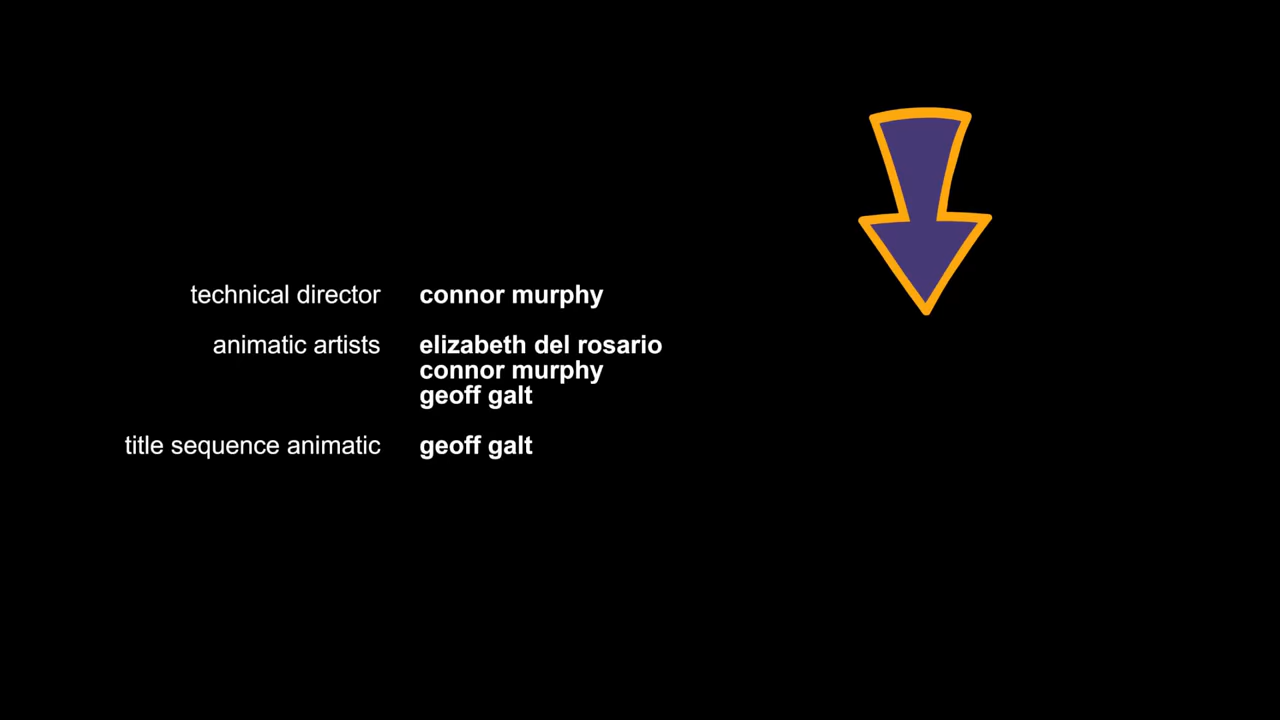 technical director connor murphy
animatic artists elizabeth del rosario
connor murphy
geoff galt
title sequence animatic geoff galt